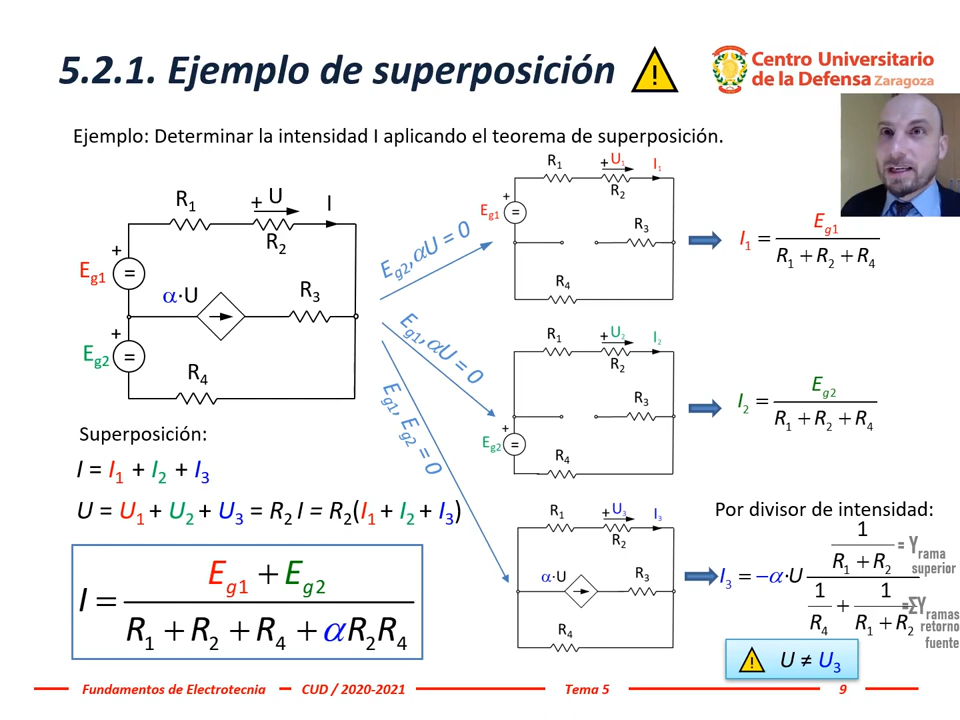 5.2.1. Ejemplo de superposición
Centro Universitario
de la Defensa Zaragoza
Ejemplo: Determinar la intensidad I aplicando el teorema de superposición.
R1
+ U
I
R2
+
Eg1
=
α·U
R3
+
Eg2
=
R4
Eg2, αU = 0
Eg1, αU = 0
Eg1, Eg2 = 0
R1
+ U1
I1
R2
+
Eg1
=
R3
R4
I1 = Eg1 / (R1 + R2 + R4)
R1
+ U2
I2
R2
R3
+
Eg2
=
R4
I2 = Eg2 / (R1 + R2 + R4)
Superposición:
I = I1 + I2 + I3
U = U1 + U2 + U3 = R2 I = R2(I1 + I2 + I3)
I = (Eg1 + Eg2) / (R1 + R2 + R4 + αR2R4)
R1
+ U3
I3
R2
α·U
R3
R4
Por divisor de intensidad:
I3 = −α·U (1 / (R1 + R2)) / (1 / R4 + 1 / (R1 + R2))
= Yrama superior
=ΣYramas retorno fuente
U ≠ U3
Fundamentos de Electrotecnia
CUD / 2020-2021
Tema 5
9